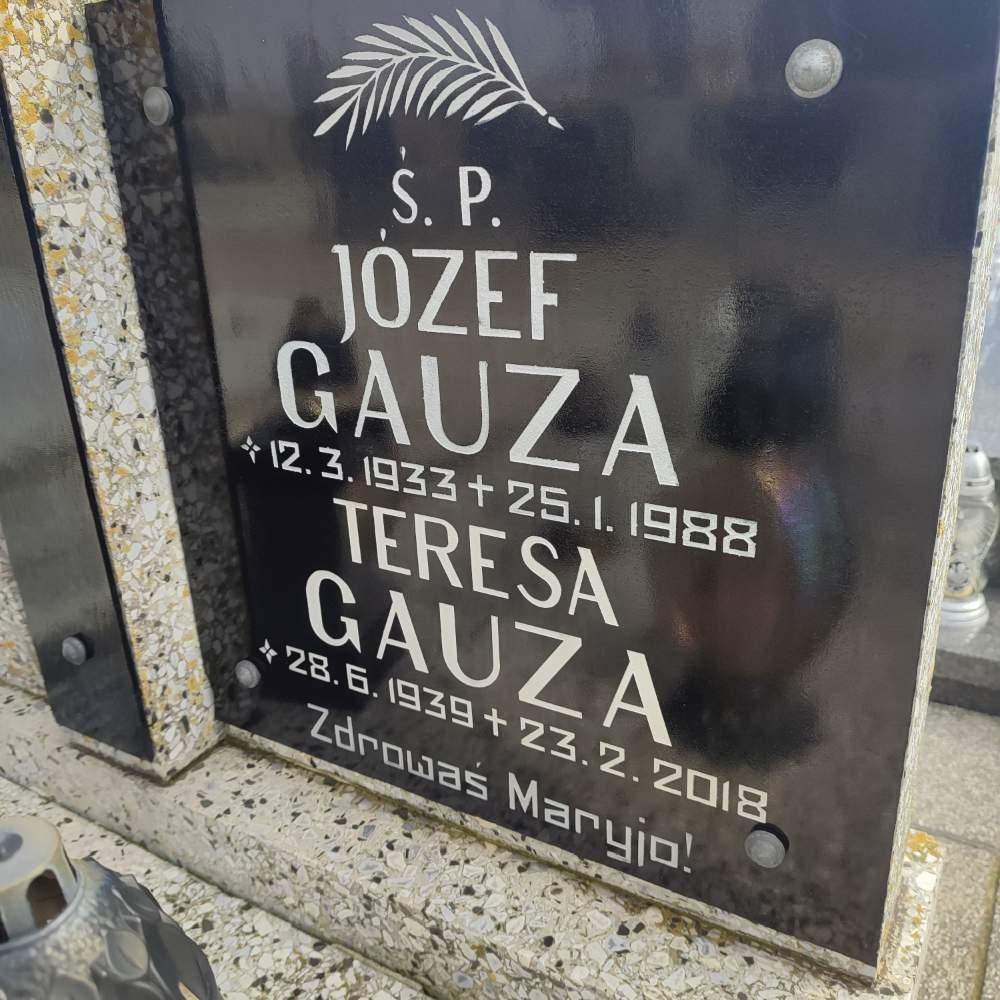 Ś. P.
JÓZEF
GAUZA
12. 3. 1933 + 25. 1. 1988
TERESA
GAUZA
28. 6. 1939 + 23. 2. 2018
Zdrowaś Maryjo!